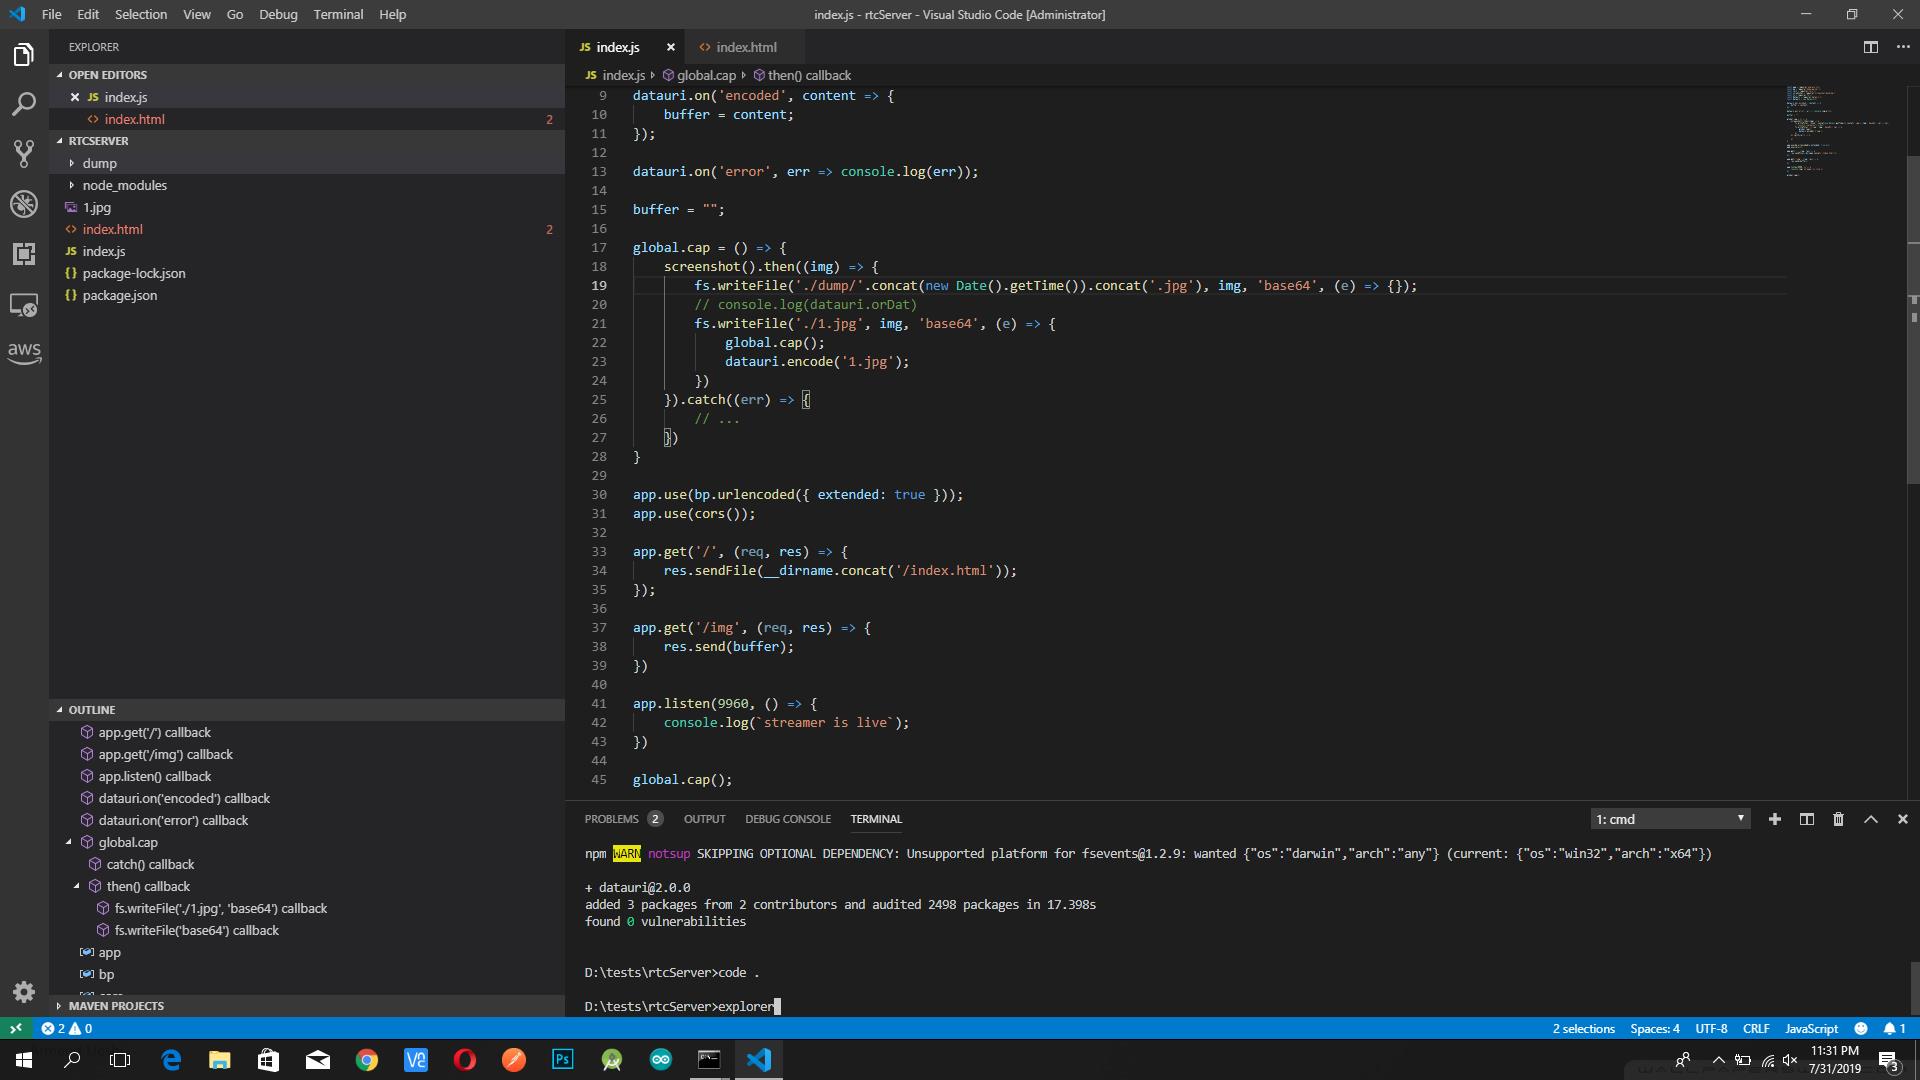 File Edit Selection View Go Debug Terminal Help
index.js - rtcServer - Visual Studio Code [Administrator]
EXPLORER
OPEN EDITORS
JS index.js
<> index.html 2
RTCSERVER
dump
node_modules
1.jpg
<> index.html 2
JS index.js
{} package-lock.json
{} package.json
OUTLINE
app.get('/') callback
app.get('/img') callback
app.listen() callback
datauri.on('encoded') callback
datauri.on('error') callback
global.cap
catch() callback
then() callback
fs.writeFile('./1.jpg', 'base64') callback
fs.writeFile('base64') callback
app
bp
MAVEN PROJECTS
aws
JS index.js
<> index.html
JS index.js global.cap then() callback
9 datauri.on('encoded', content => {
10 buffer = content;
11 });
12
13 datauri.on('error', err => console.log(err));
14
15 buffer = "";
16
17 global.cap = () => {
18 screenshot().then((img) => {
19 fs.writeFile('./dump/'.concat(new Date().getTime()).concat('.jpg'), img, 'base64', (e) => {});
20 // console.log(datauri.orDat)
21 fs.writeFile('./1.jpg', img, 'base64', (e) => {
22 global.cap();
23 datauri.encode('1.jpg');
24 })
25 }).catch((err) => {
26 // ...
27 })
28 }
29
30 app.use(bp.urlencoded({ extended: true }));
31 app.use(cors());
32
33 app.get('/', (req, res) => {
34 res.sendFile(__dirname.concat('/index.html'));
35 });
36
37 app.get('/img', (req, res) => {
38 res.send(buffer);
39 })
40
41 app.listen(9960, () => {
42 console.log(`streamer is live`);
43 })
44
45 global.cap();
PROBLEMS 2 OUTPUT DEBUG CONSOLE TERMINAL
1: cmd
npm WARN notsup SKIPPING OPTIONAL DEPENDENCY: Unsupported platform for fsevents@1.2.9: wanted {"os":"darwin","arch":"any"} (current: {"os":"win32","arch":"x64"})
+ datauri@2.0.0
added 3 packages from 2 contributors and audited 2498 packages in 17.398s
found 0 vulnerabilities
D:\tests\rtcServer>code .
D:\tests\rtcServer>explorer
2 0
2 selections Spaces: 4 UTF-8 CRLF JavaScript 1
Ps
11:31 PM
7/31/2019
3